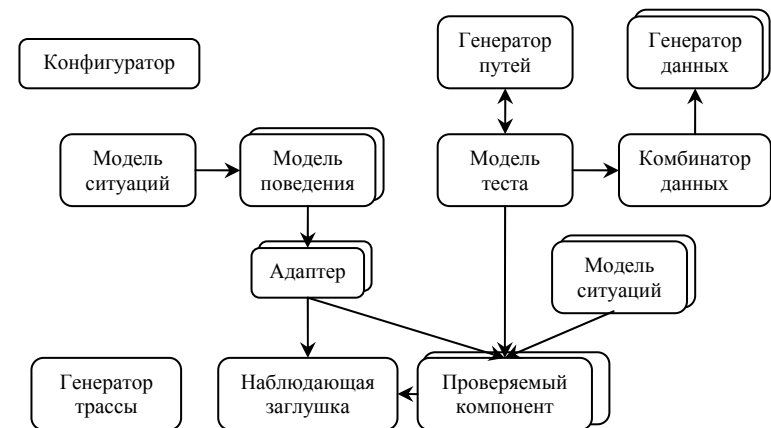 Конфигуратор
Генератор
путей
Генератор
данных
Модель
ситуаций
Модель
поведения
Модель
теста
Комбинатор
данных
Адаптер
Модель
ситуаций
Генератор
трассы
Наблюдающая
заглушка
Проверяемый
компонент